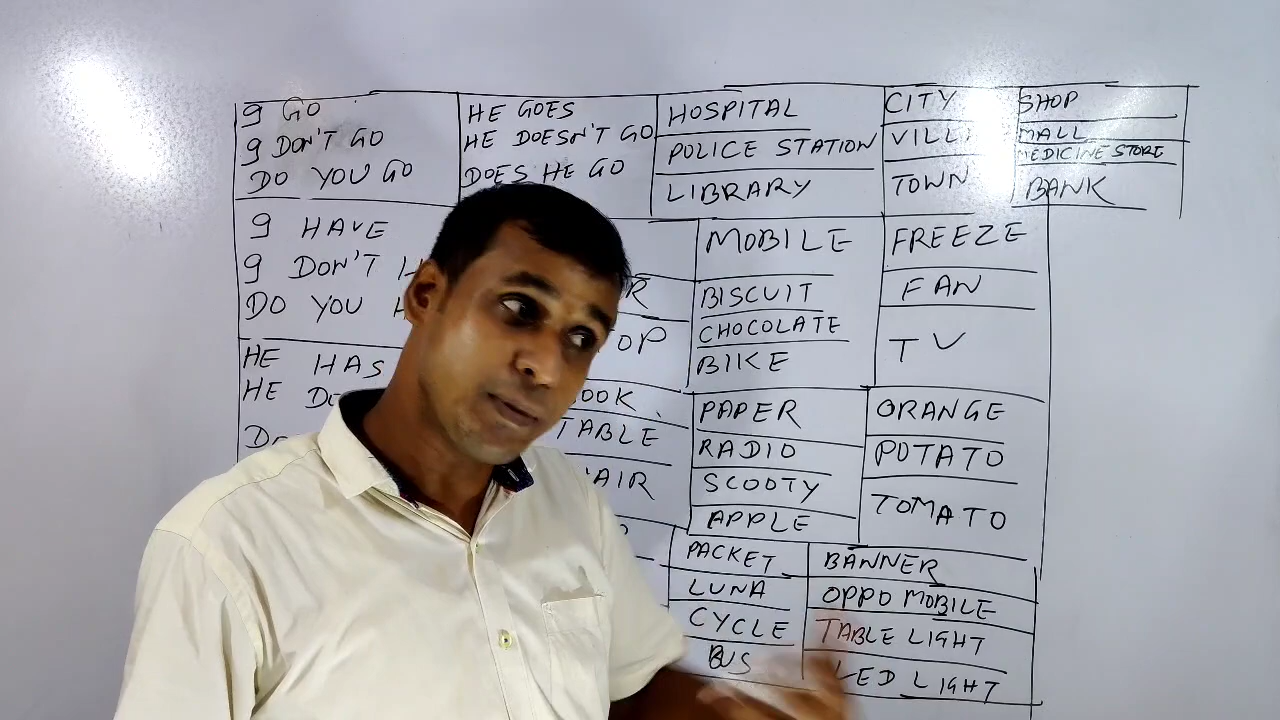 I GO
I DON'T GO
DO YOU GO
HE GOES
HE DOESN'T GO
DOES HE GO
HOSPITAL
POLICE STATION
LIBRARY
CITY
TOWN
SHOP
MALL
MEDICINE STORE
BANK
I HAVE
I DON'T
DO YOU
MOBILE
BISCUIT
CHOCOLATE
BIKE
FREEZE
FAN
TV
HE HAS
HE
TABLE
PAPER
RADIO
SCOOTY
APPLE
ORANGE
POTATO
TOMATO
PACKET
LUNA
CYCLE
BUS
BANNER
OPPO MOBILE
TABLE LIGHT
LED LIGHT